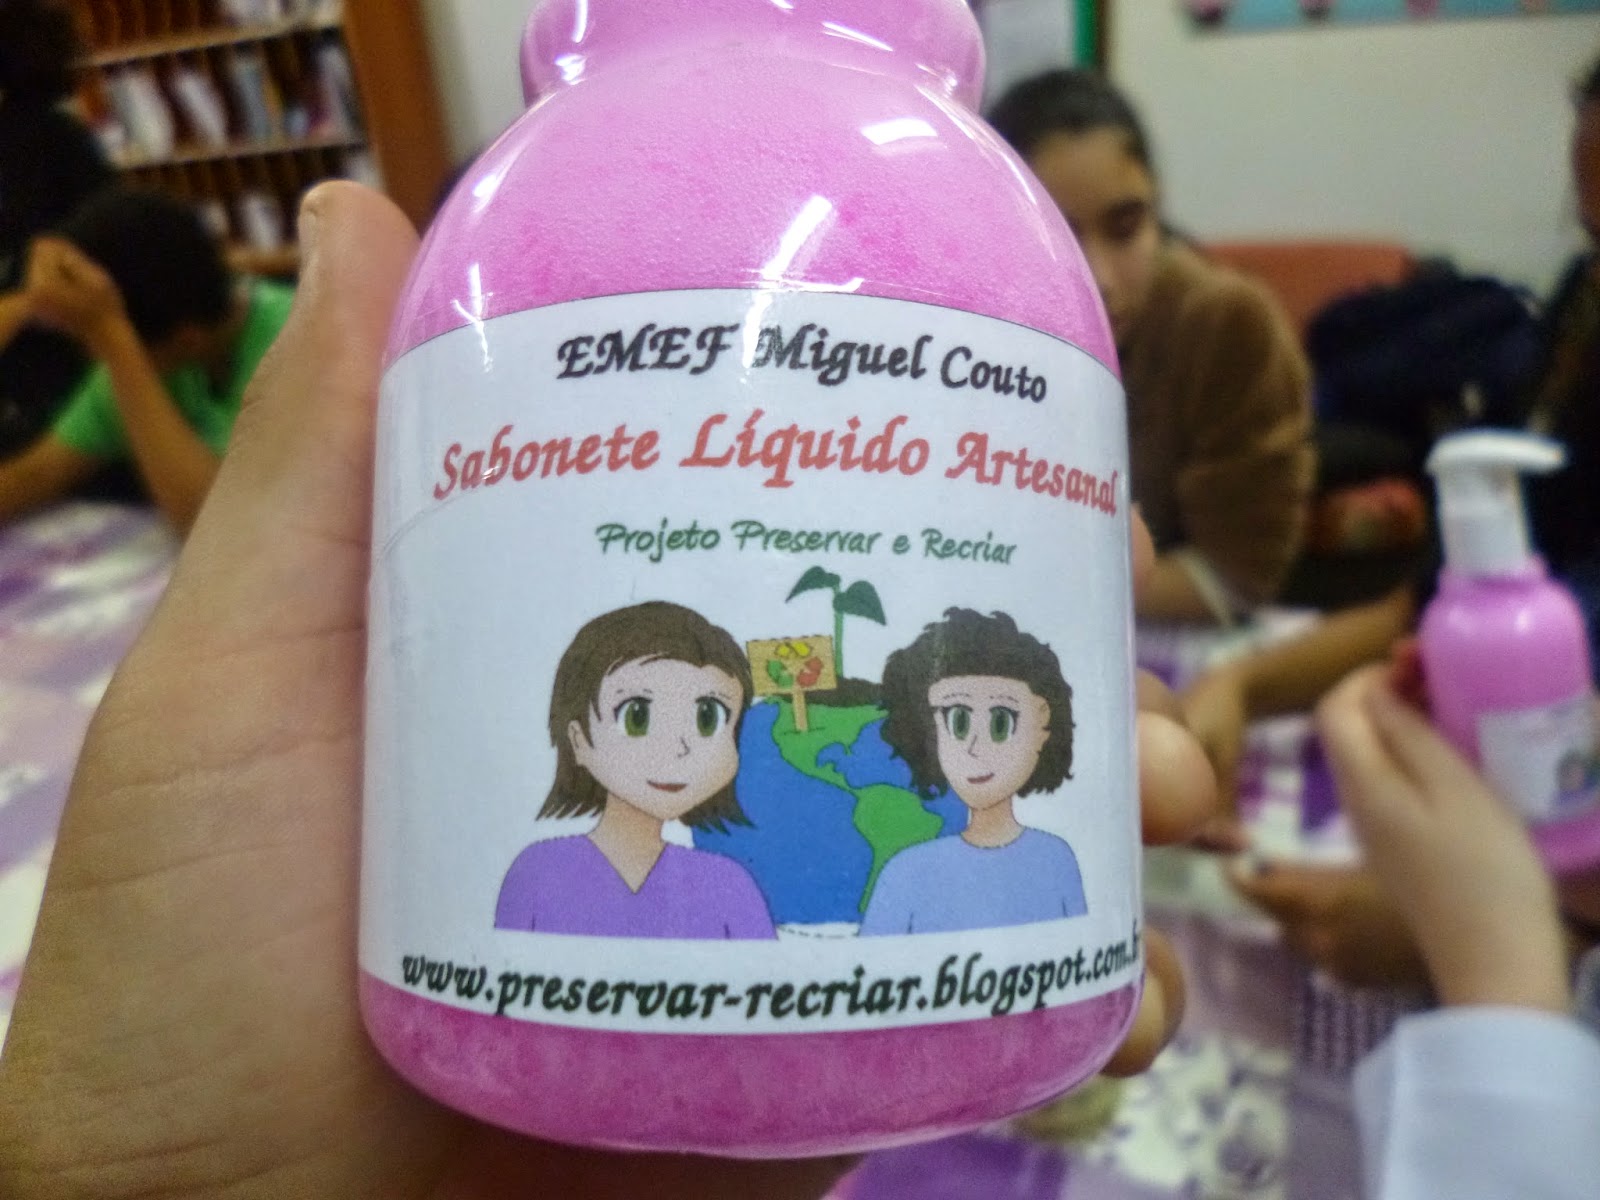 EMEF Miguel Couto
Sabonete Líquido Artesanal
Projeto Preservar e Recriar
www.preservar-recriar.blogspot.com.b